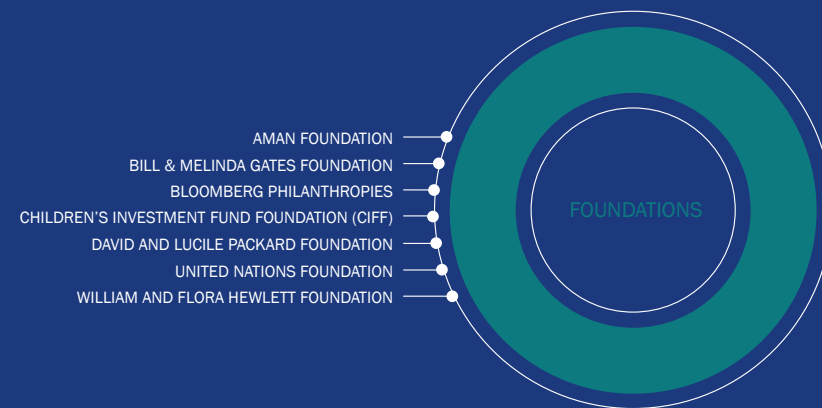 AMAN FOUNDATION
BILL & MELINDA GATES FOUNDATION
BLOOMBERG PHILANTHROPIES
CHILDREN'S INVESTMENT FUND FOUNDATION (CIFF)
DAVID AND LUCILE PACKARD FOUNDATION
UNITED NATIONS FOUNDATION
WILLIAM AND FLORA HEWLETT FOUNDATION
FOUNDATIONS